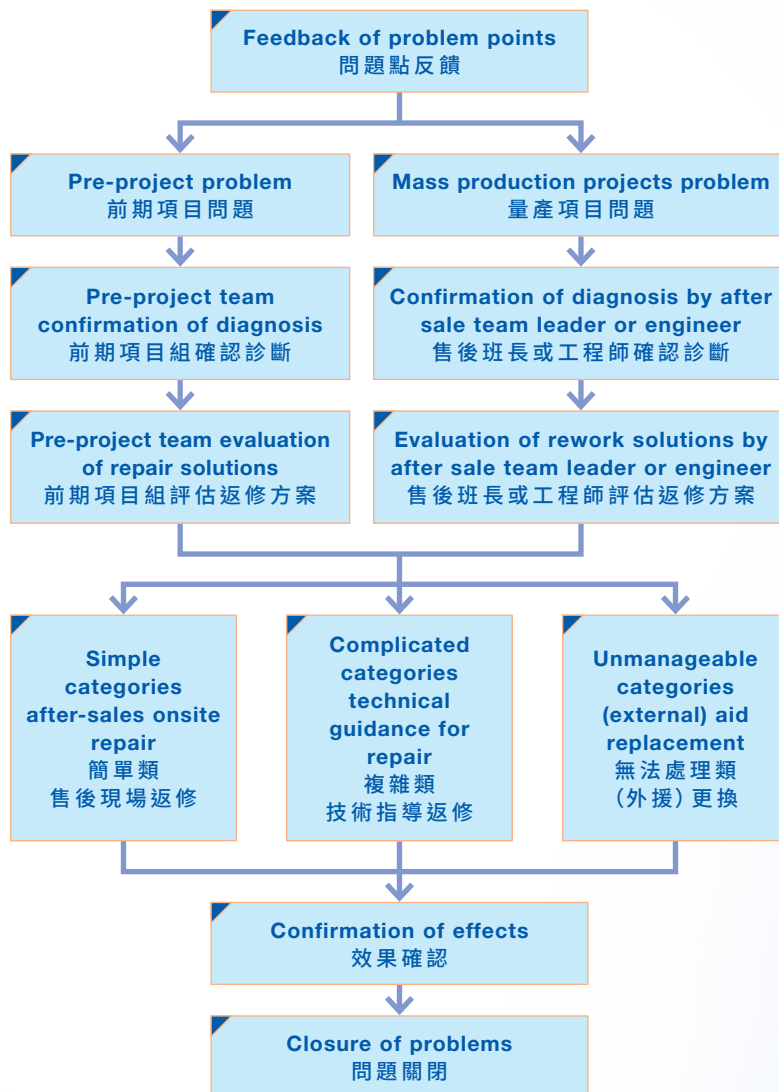 Feedback of problem points
問題點反饋
Pre-project problem
前期項目問題
Mass production projects problem
量產項目問題
Pre-project team
confirmation of diagnosis
前期項目組確認診斷
Confirmation of diagnosis by after
sale team leader or engineer
售後班長或工程師確認診斷
Pre-project team evaluation
of repair solutions
前期項目組評估返修方案
Evaluation of rework solutions by
after sale team leader or engineer
售後班長或工程師評估返修方案
Simple
categories
after-sales onsite
repair
簡單類
售後現場返修
Complicated
categories
technical
guidance for
repair
複雜類
技術指導返修
Unmanageable
categories
(external) aid
replacement
無法處理類
(外援)更換
Confirmation of effects
效果確認
Closure of problems
問題關閉